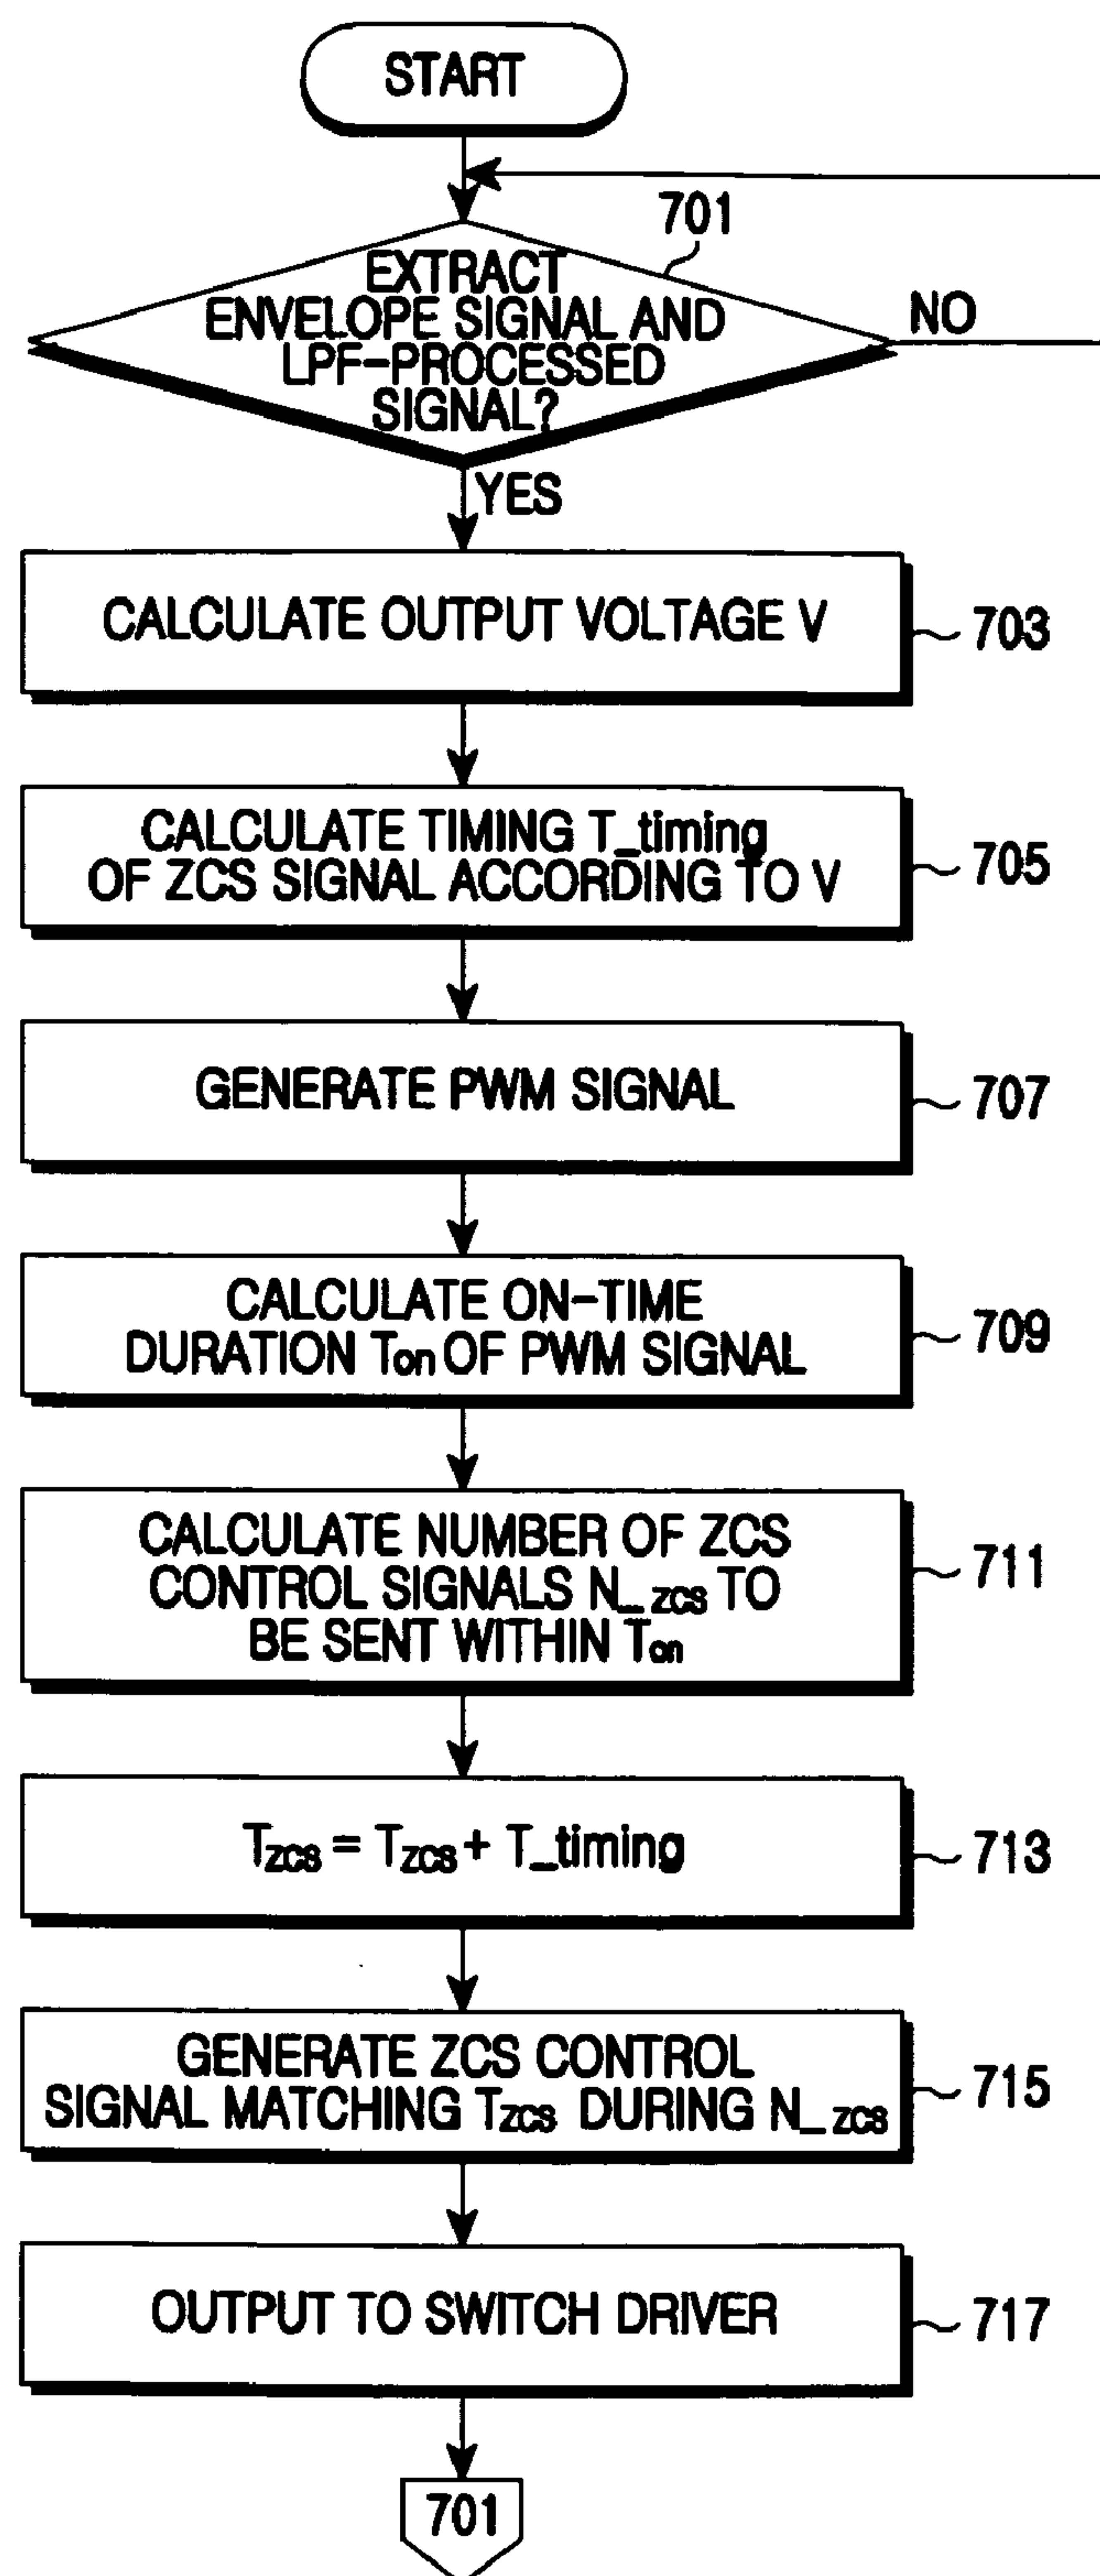 START
701
EXTRACT
ENVELOPE SIGNAL AND
LPF-PROCESSED
SIGNAL?
NO
YES
CALCULATE OUTPUT VOLTAGE V
703
CALCULATE TIMING T_timing
OF ZCS SIGNAL ACCORDING TO V
705
GENERATE PWM SIGNAL
707
CALCULATE ON-TIME
DURATION Ton OF PWM SIGNAL
709
CALCULATE NUMBER OF ZCS
CONTROL SIGNALS N_ZCS TO
BE SENT WITHIN Ton
711
TZCS = TZCS + T_timing
713
GENERATE ZCS CONTROL
SIGNAL MATCHING TZCS DURING N_ZCS
715
OUTPUT TO SWITCH DRIVER
717
701